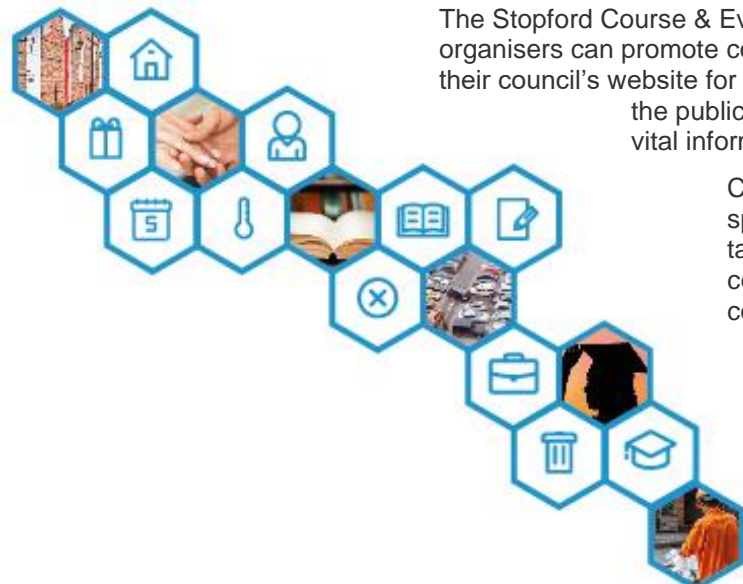 The Stopford Course & Ev
organisers can promote co
their council's website for
the public
vital inform
C
sp
ta
co
co
5